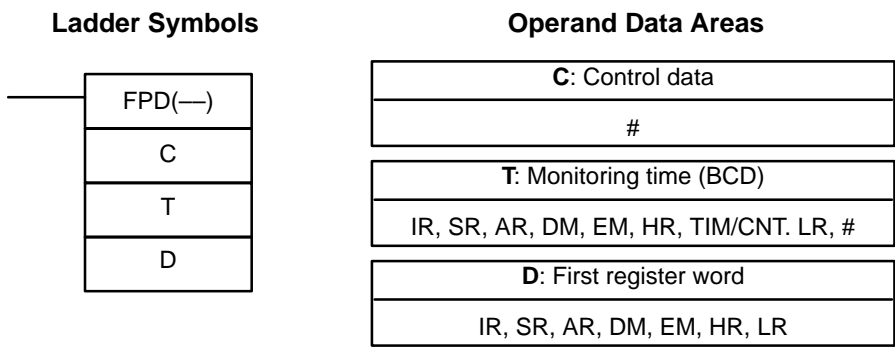 Ladder Symbols
FPD(––)
C
T
D
Operand Data Areas
C: Control data
#
T: Monitoring time (BCD)
IR, SR, AR, DM, EM, HR, TIM/CNT. LR, #
D: First register word
IR, SR, AR, DM, EM, HR, LR